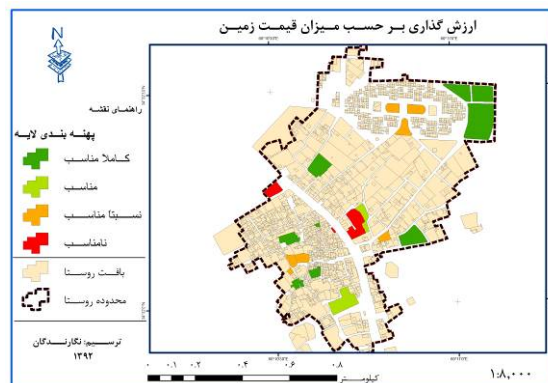 ارزش گذاری بر حسب میزان قیمت زمین
N
راهنمای نقشه
پهنه بندی لایه
کاملا مناسب
مناسب
نسبتا مناسب
نامناسب
بافت روستا
محدوده روستا
ترسیم: نگارندگان
۱۳۹۲
۰ ۰.۱ ۰.۲ ۰.۴ ۰.۶ ۰.۸
کیلومتر
۱:۸,۰۰۰